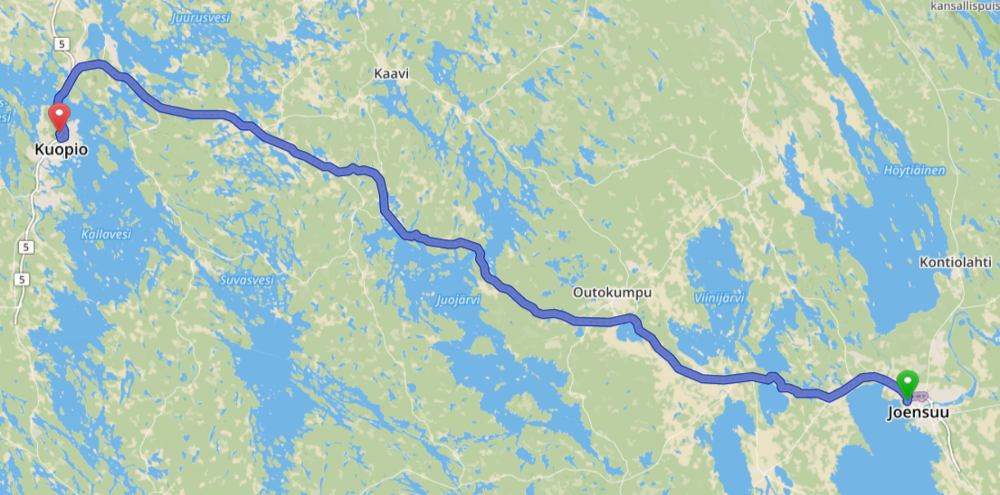 kansallispuis
Juurusvesi
5
Kaavi
Kuopio
Höytiäinen
Kallavesi
5
Kontiolahti
5
Suvasvesi
Outokumpu
Viinijärvi
Juojärvi
Joensuu